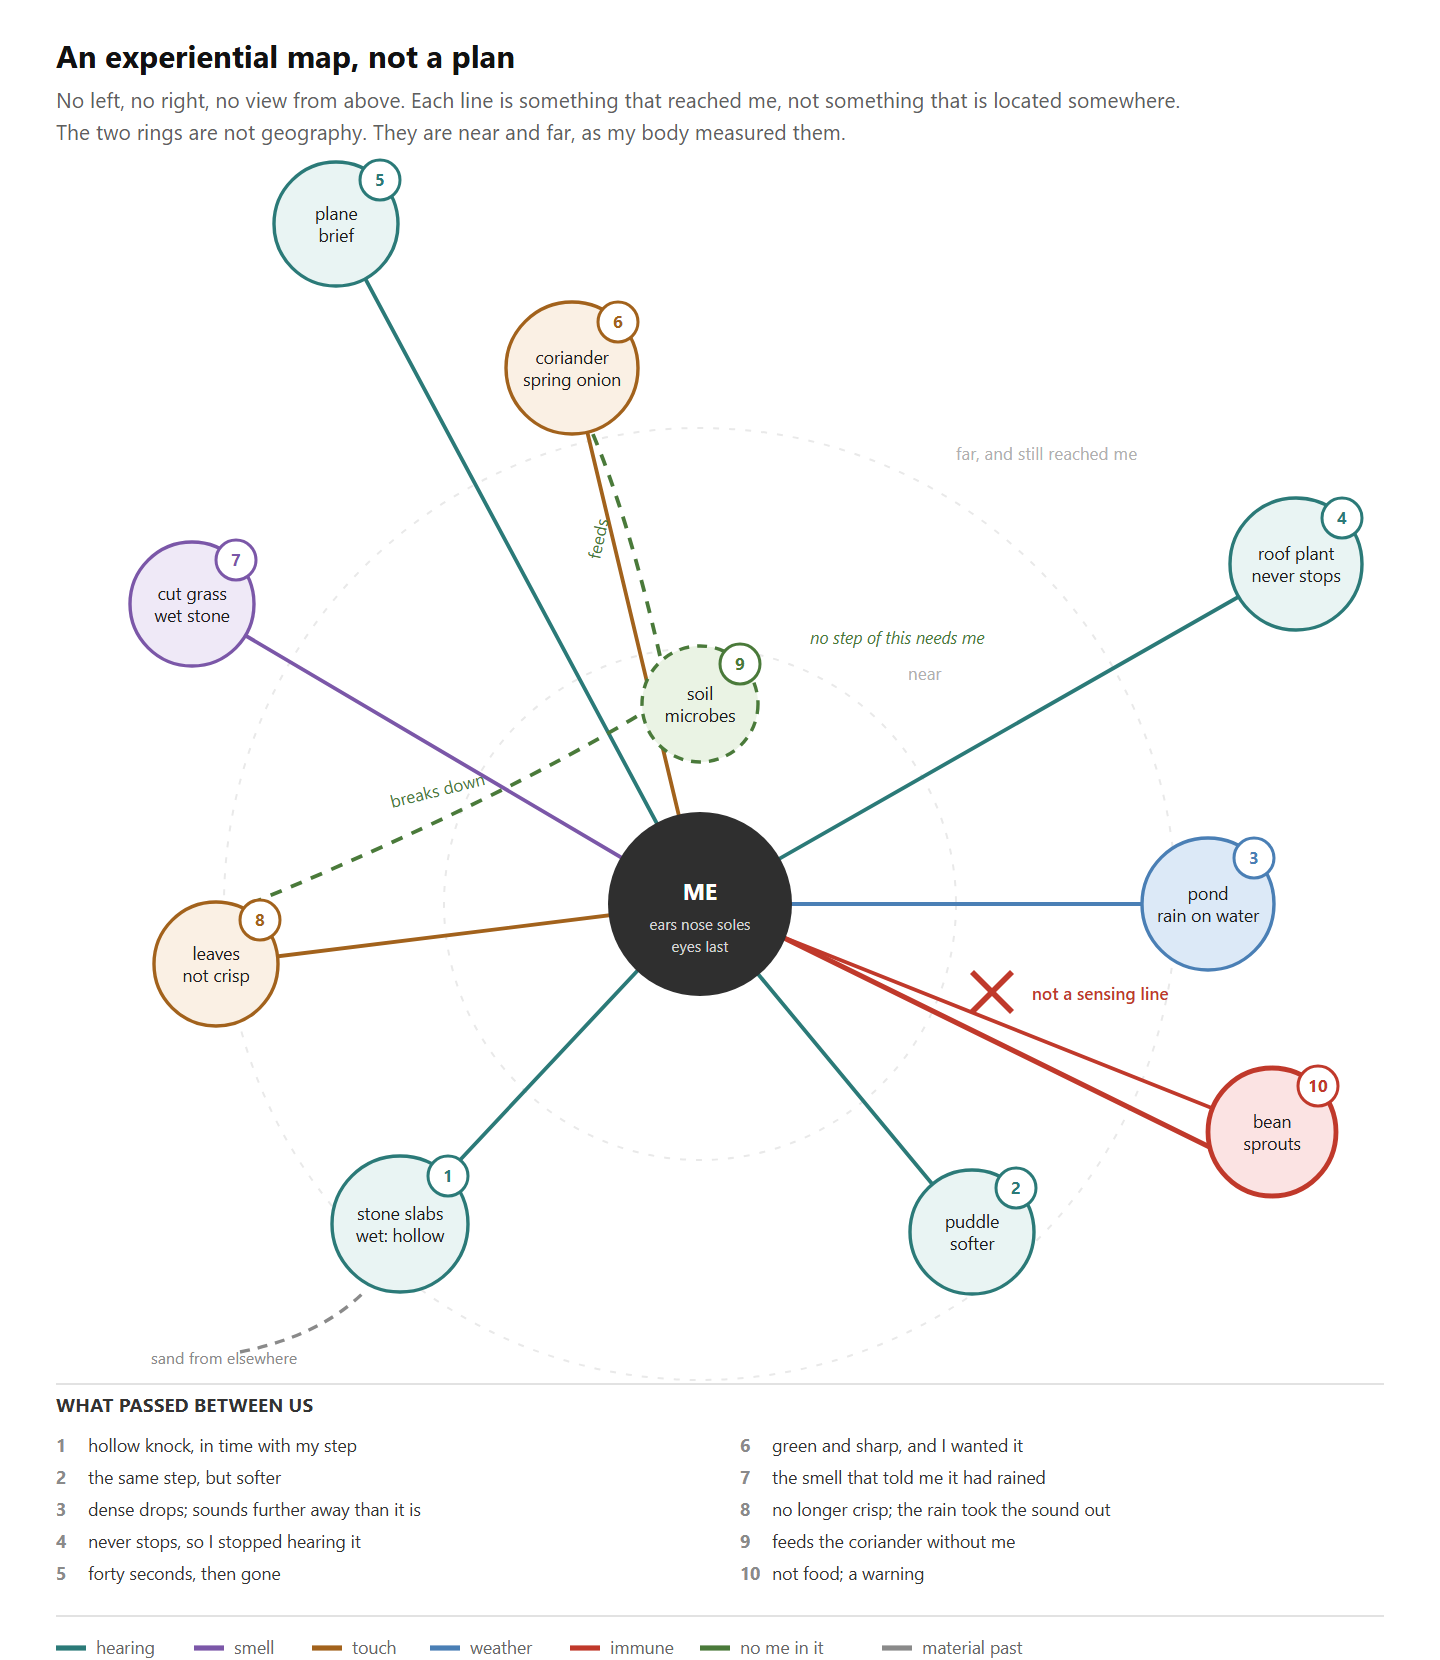 An experiential map, not a plan
No left, no right, no view from above. Each line is something that reached me, not something that is located somewhere.
The two rings are not geography. They are near and far, as my body measured them.
5
plane
brief
6
coriander
spring onion
far, and still reached me
4
roof plant
never stops
feeds
7
cut grass
wet stone
no step of this needs me
near
9
soil
microbes
breaks down
3
pond
rain on water
ME
ears nose soles
eyes last
8
leaves
not crisp
not a sensing line
10
bean
sprouts
1
stone slabs
wet: hollow
2
puddle
softer
sand from elsewhere
WHAT PASSED BETWEEN US
1 hollow knock, in time with my step
2 the same step, but softer
3 dense drops; sounds further away than it is
4 never stops, so I stopped hearing it
5 forty seconds, then gone
6 green and sharp, and I wanted it
7 the smell that told me it had rained
8 no longer crisp; the rain took the sound out
9 feeds the coriander without me
10 not food; a warning
hearing smell touch weather immune no me in it material past